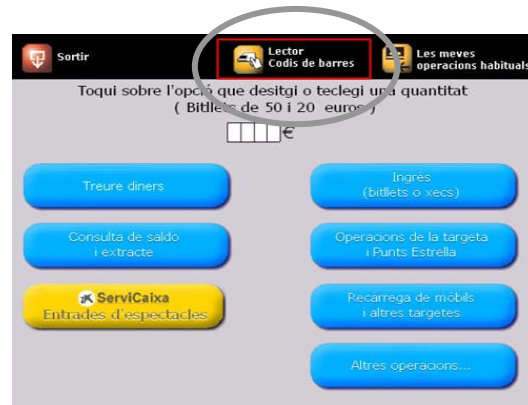 Sortir
Lector
Codis de barres
Les meves
operacions habituals
Toqui sobre l'opció que desitgi o teclegi una quantitat
( Bitllets de 50 i 20 euros )
€
Treure diners
Ingrés
(bitllets o xecs)
Consulta de saldo
i extracte
Operacions de la targeta
i Punts Estrella
ServiCaixa
Entrades d'espectacles
Recàrrega de mòbils
i altres targetes
Altres operacions...